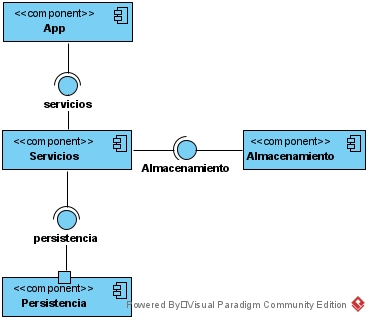 <<component>>
App
servicios
<<component>>
Servicios
Almacenamiento
<<component>>
Almacenamiento
persistencia
<<component>>
Persistencia
Powered By Visual Paradigm Community Edition